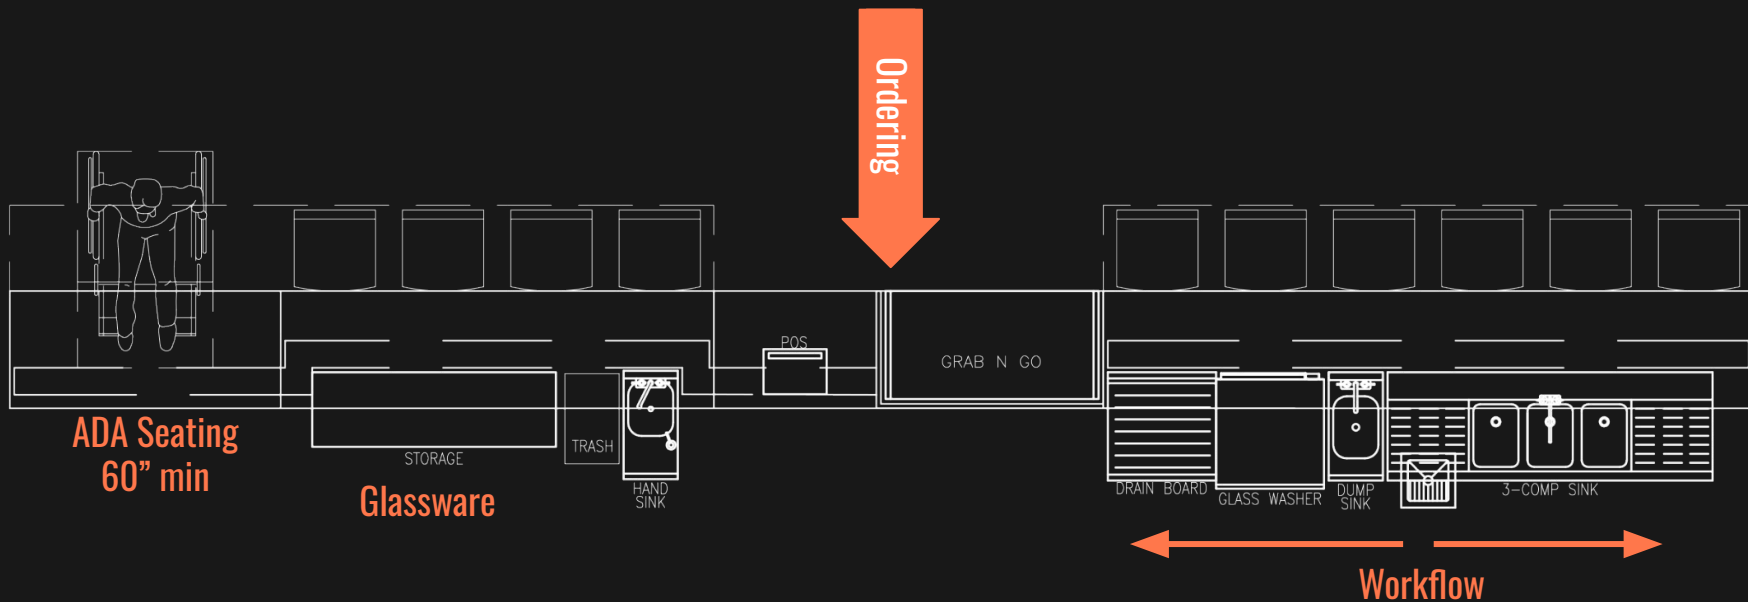 Ordering
POS
GRAB N GO
ADA Seating
60” min
STORAGE
Glassware
TRASH
HAND
SINK
DRAIN BOARD
GLASS WASHER
DUMP
SINK
3-COMP SINK
Workflow